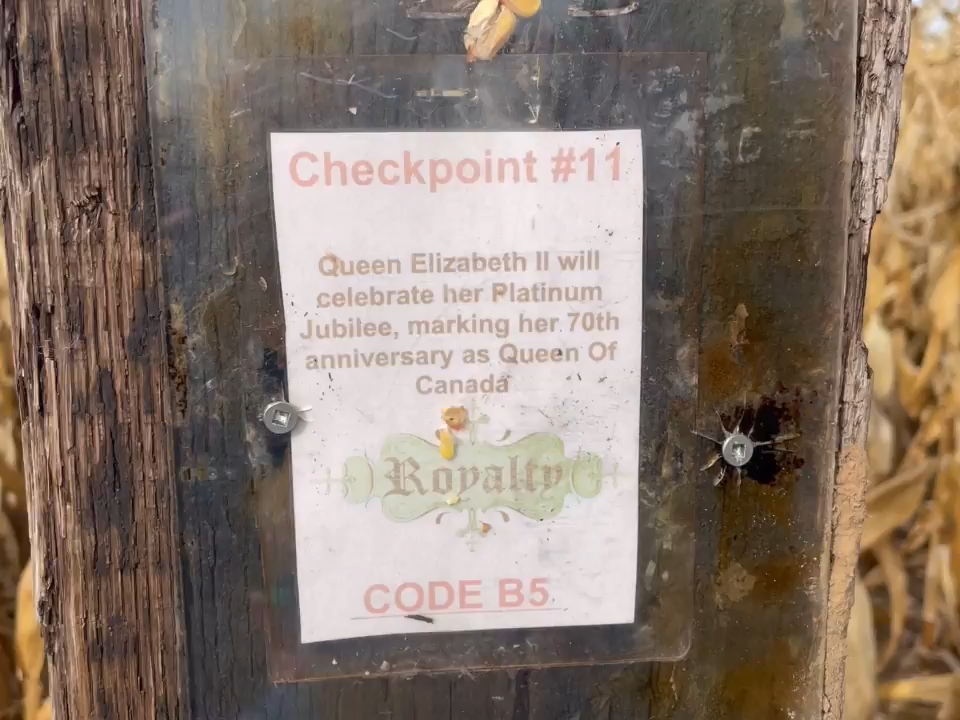 Checkpoint #11
Queen Elizabeth II will
celebrate her Platinum
Jubilee, marking her 70th
anniversary as Queen Of
Canada
Royalty
CODE B5